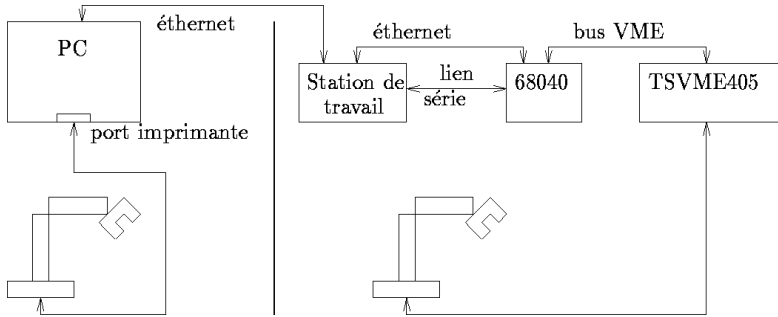 éthernet
PC
éthernet
bus VME
Station de
travail
lien
série
68040
TSVME405
port imprimante